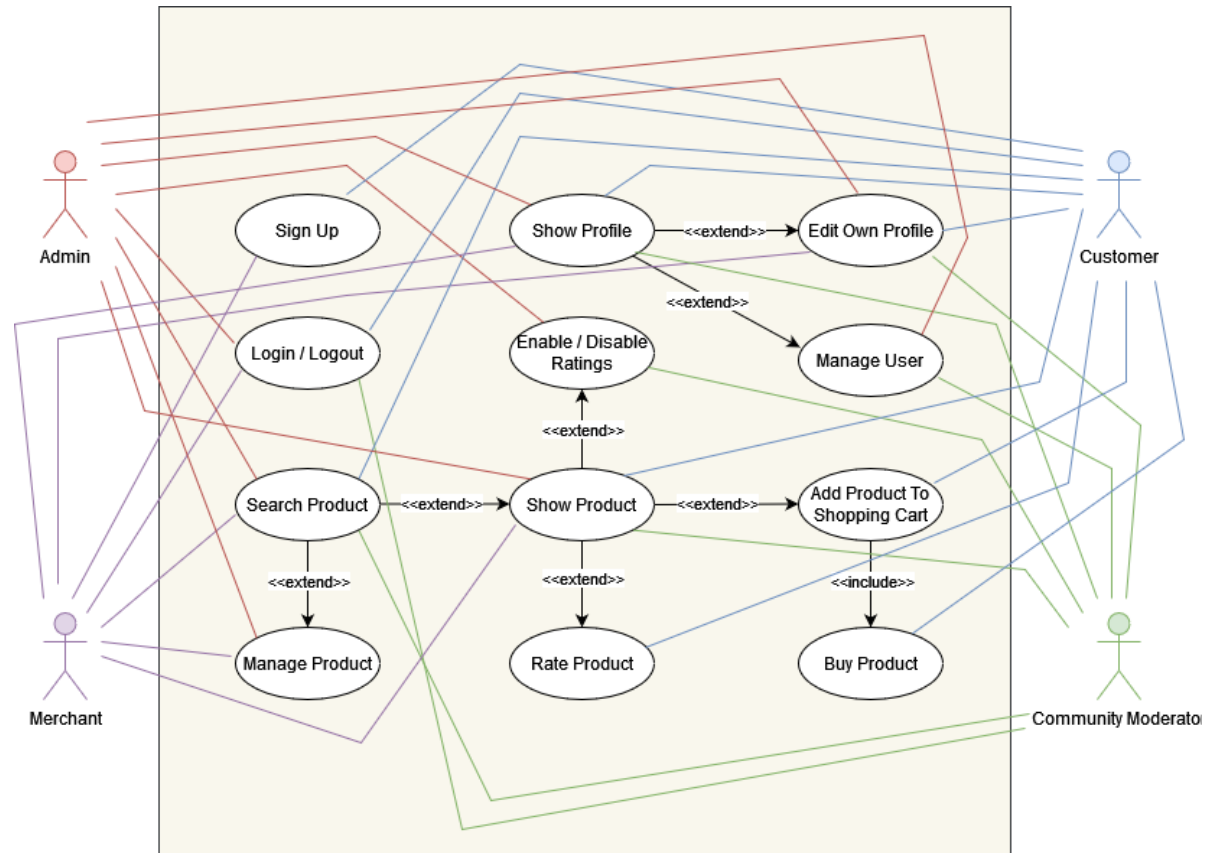 Sign Up
Show Profile
<<extend>>
Edit Own Profile
Admin
Customer
<<extend>>
Login / Logout
Enable / Disable
Ratings
Manage User
<<extend>>
Search Product
<<extend>>
Show Product
<<extend>>
Add Product To
Shopping Cart
<<extend>>
<<extend>>
<<include>>
Manage Product
Rate Product
Buy Product
Merchant
Community Moderato